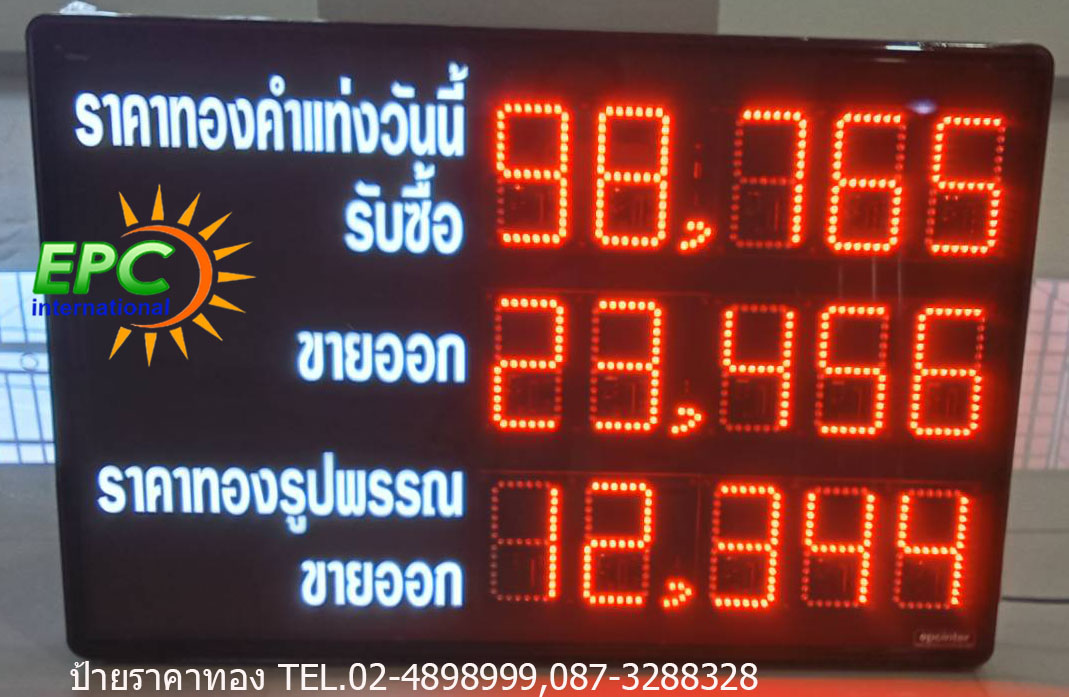 ราคาทองคำแท่งวันนี้
รับซื้อ 98,765
EPC
international
ขายออก 23,456
ราคาทองรูปพรรณ
ขายออก 12,344
epcinter
ป้ายราคาทอง TEL.02-4898999,087-3288328